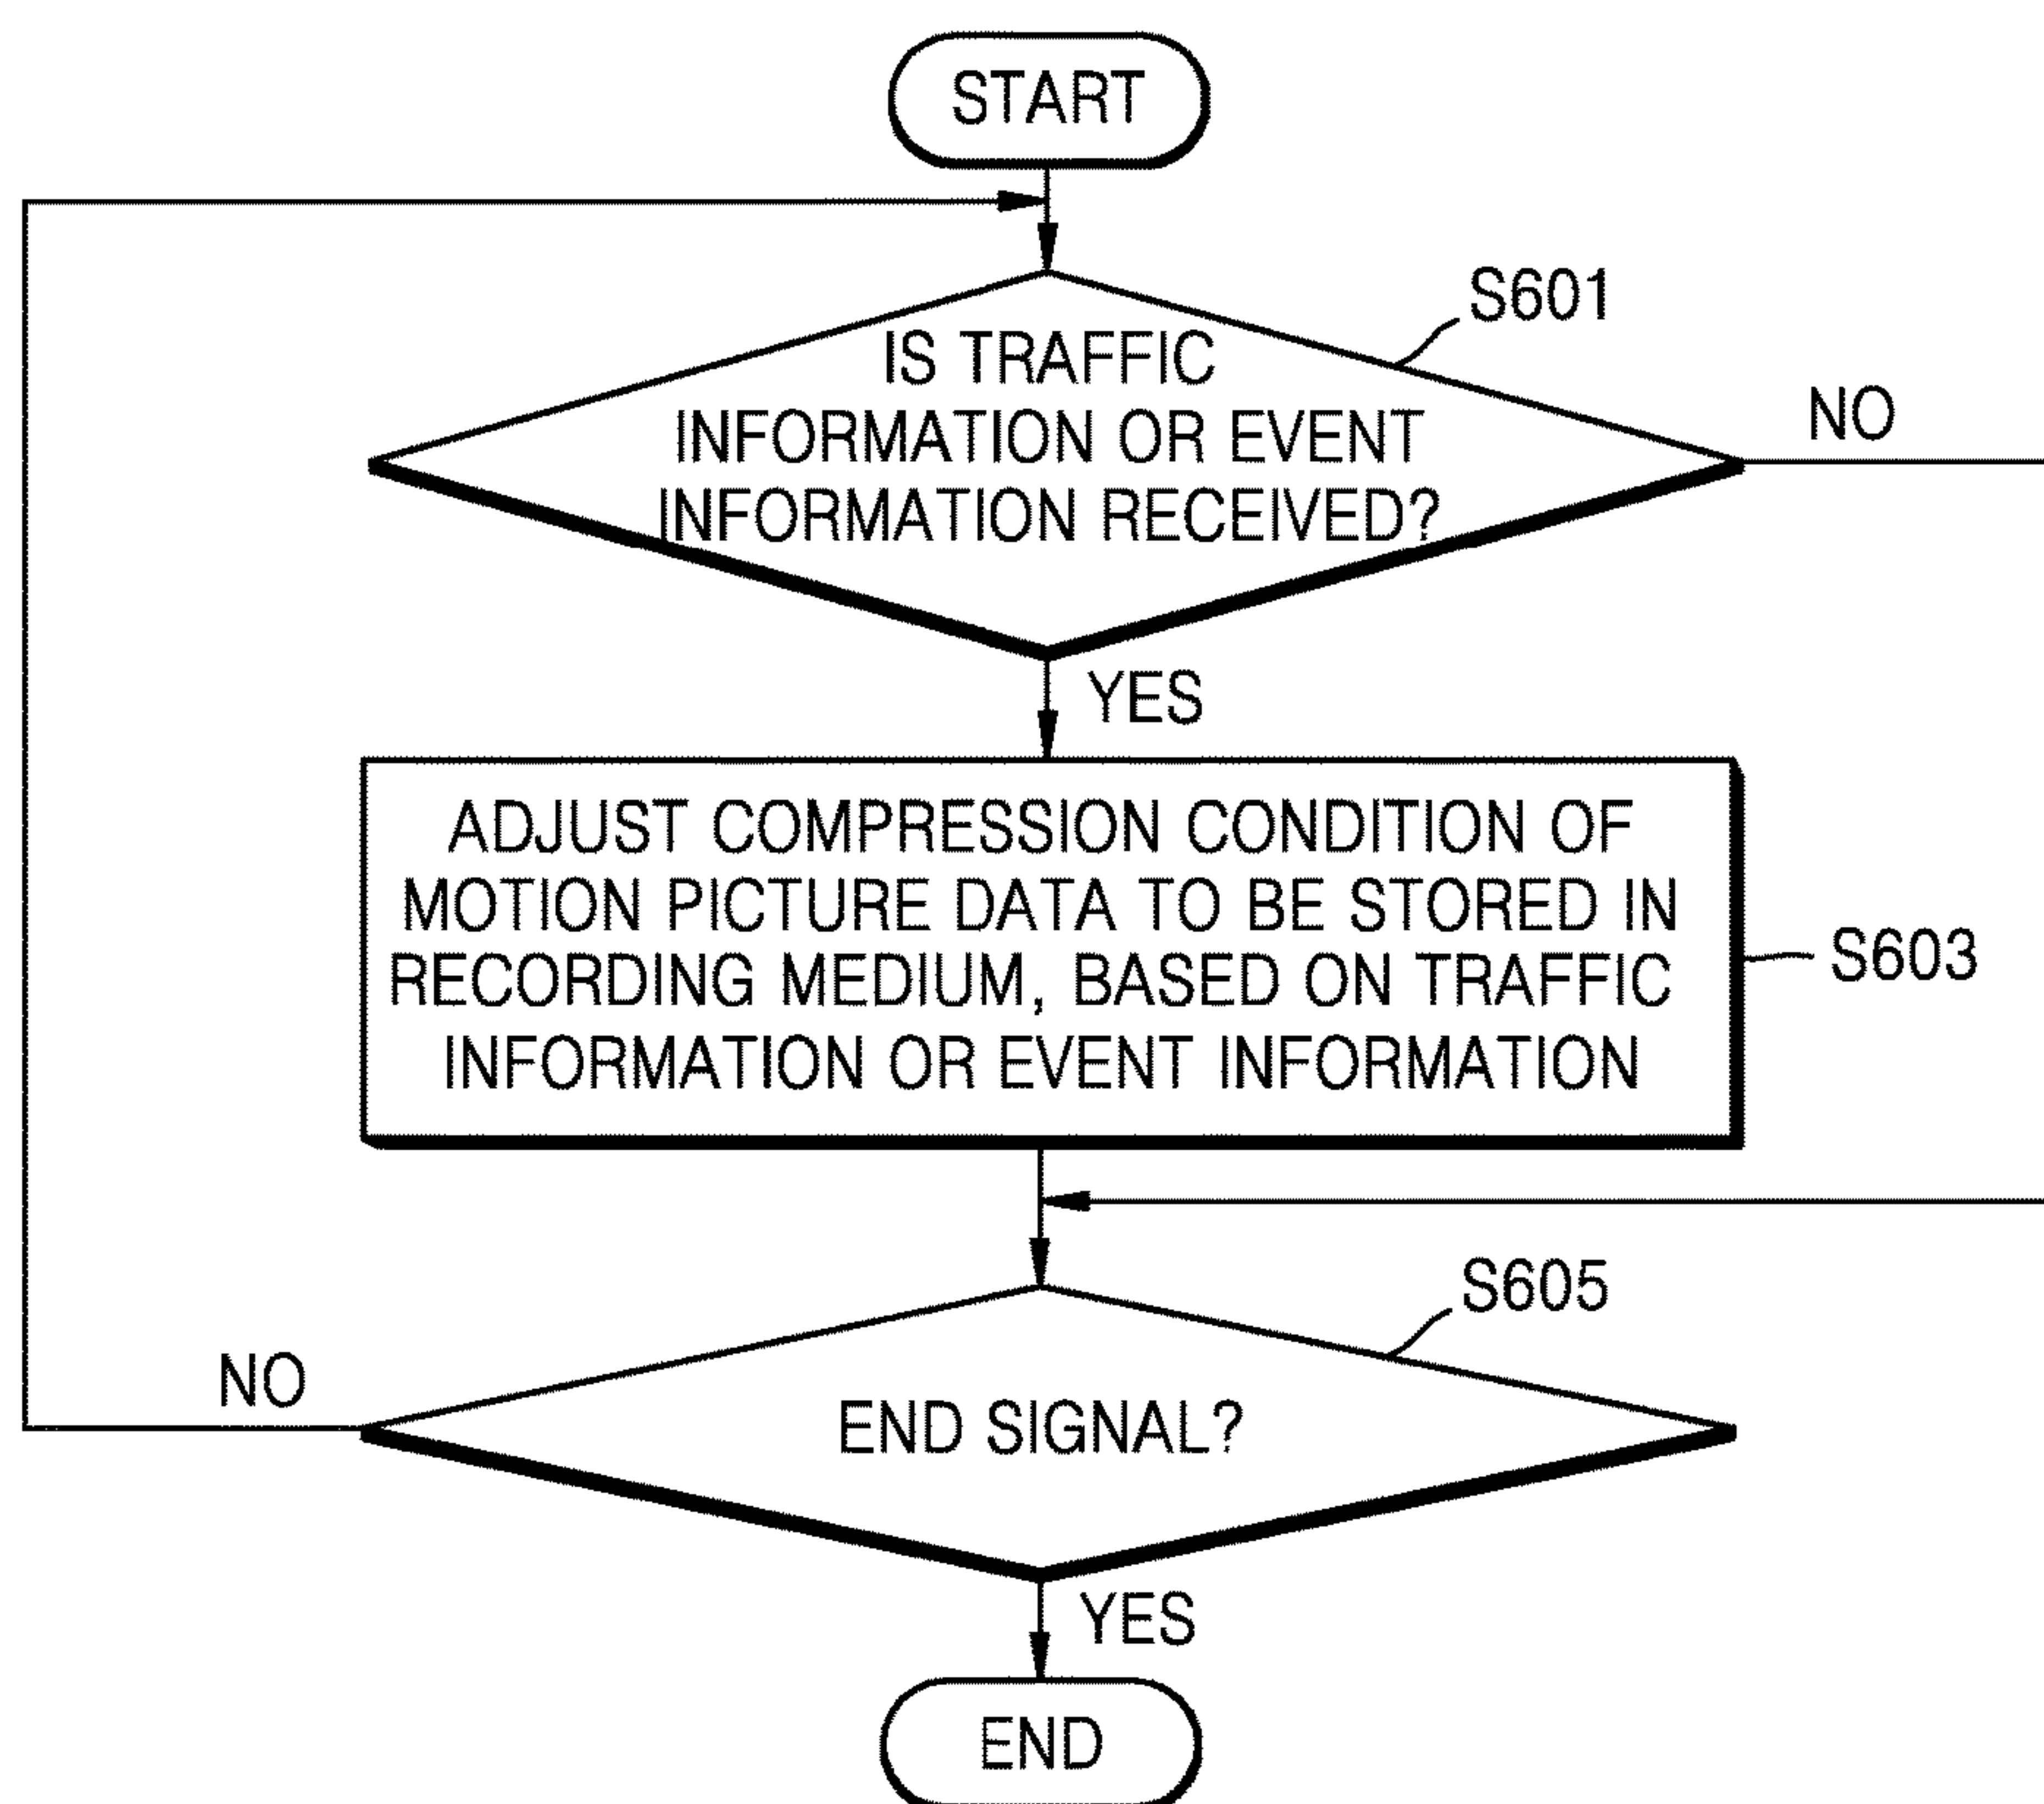 START
S601
IS TRAFFIC
INFORMATION OR EVENT
INFORMATION RECEIVED?
NO
YES
ADJUST COMPRESSION CONDITION OF
MOTION PICTURE DATA TO BE STORED IN
RECORDING MEDIUM, BASED ON TRAFFIC
INFORMATION OR EVENT INFORMATION
S603
S605
NO
END SIGNAL?
YES
END